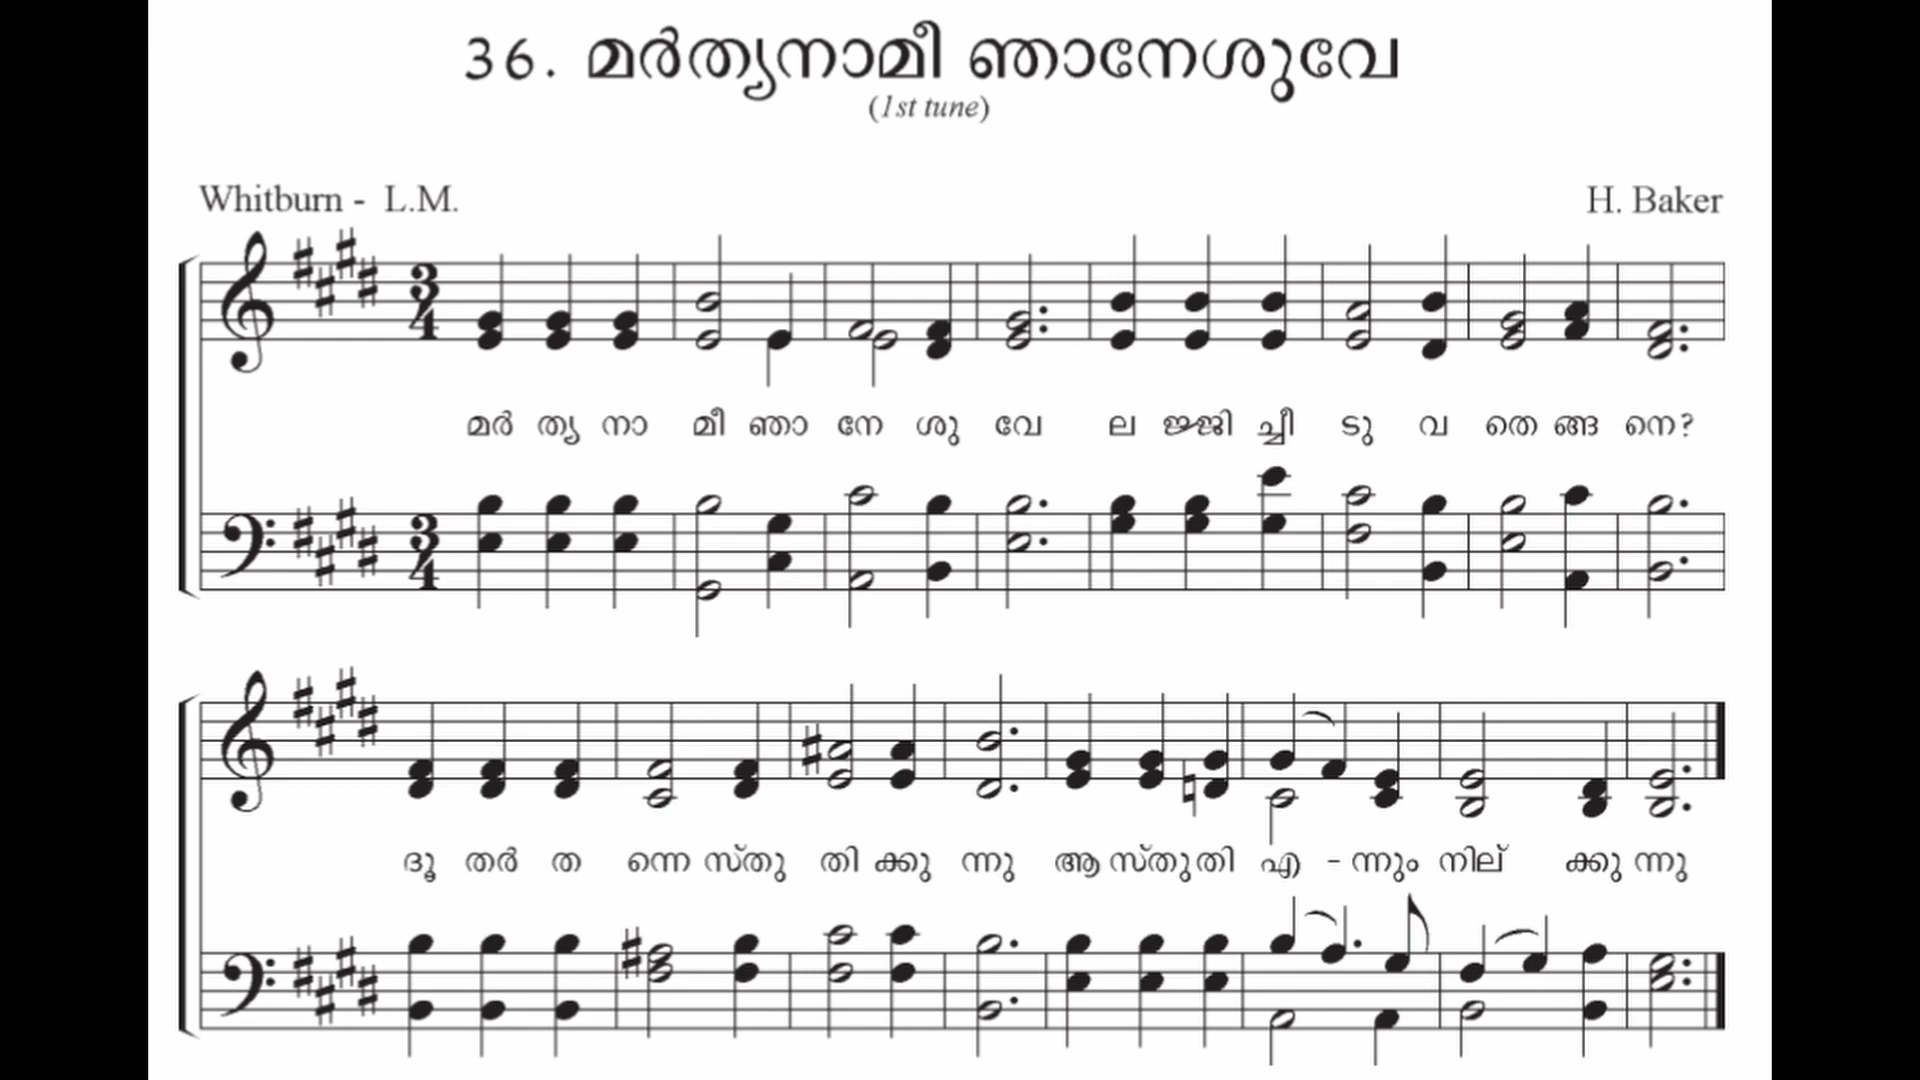 36. മർത്യനാമീ ഞാനേശുവേ
(1st tune)
Whitburn - L.M.
H. Baker
മർ ത്യ നാ മീ ഞാ നേ ശു വേ ല ജ്ജി ച്ചീ ടു വ തെ ങ്ങ നെ?
ദൂ തർ ത ന്നെ സ്തു തി ക്കു ന്നു ആ സ്തു തി എ - ന്നും നില് ക്കു ന്നു